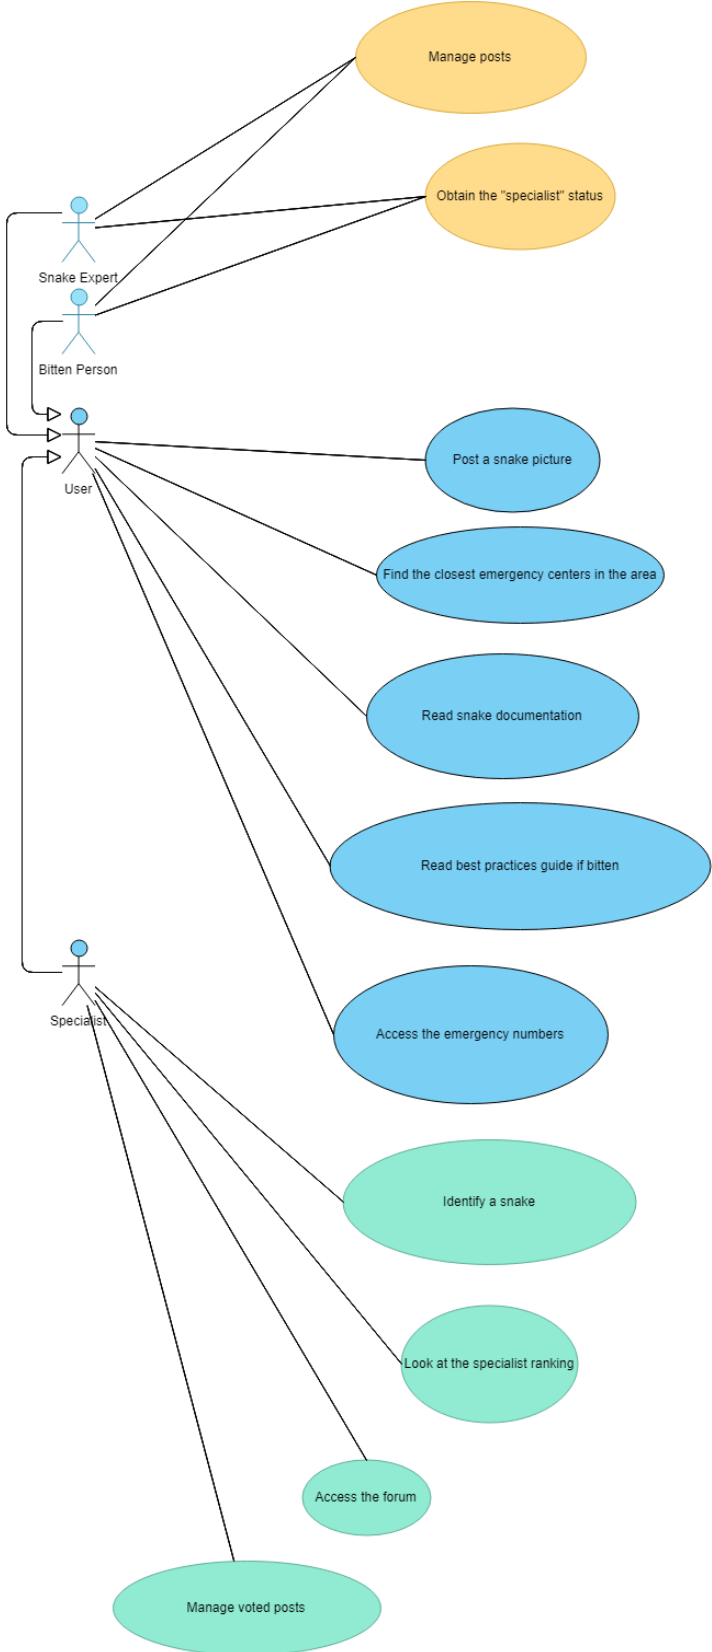 Manage posts
Obtain the "specialist" status
Snake Expert
Bitten Person
Post a snake picture
User
Find the closest emergency centers in the area
Read snake documentation
Read best practices guide if bitten
Specialist
Access the emergency numbers
Identify a snake
Look at the specialist ranking
Access the forum
Manage voted posts